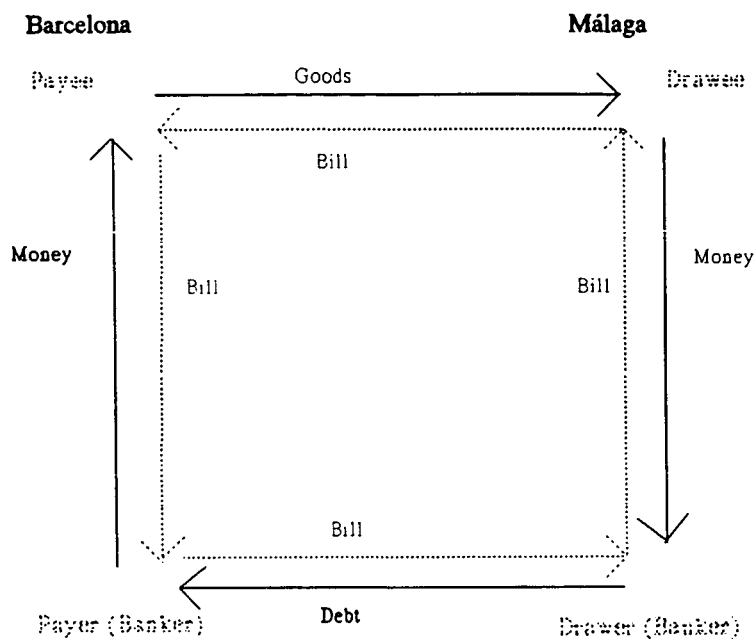 Barcelona Málaga
Payee Goods Drawee
Bill
Money Money
Bill Bill
Bill
Payer (Banker) Debt Drawer (Banker)